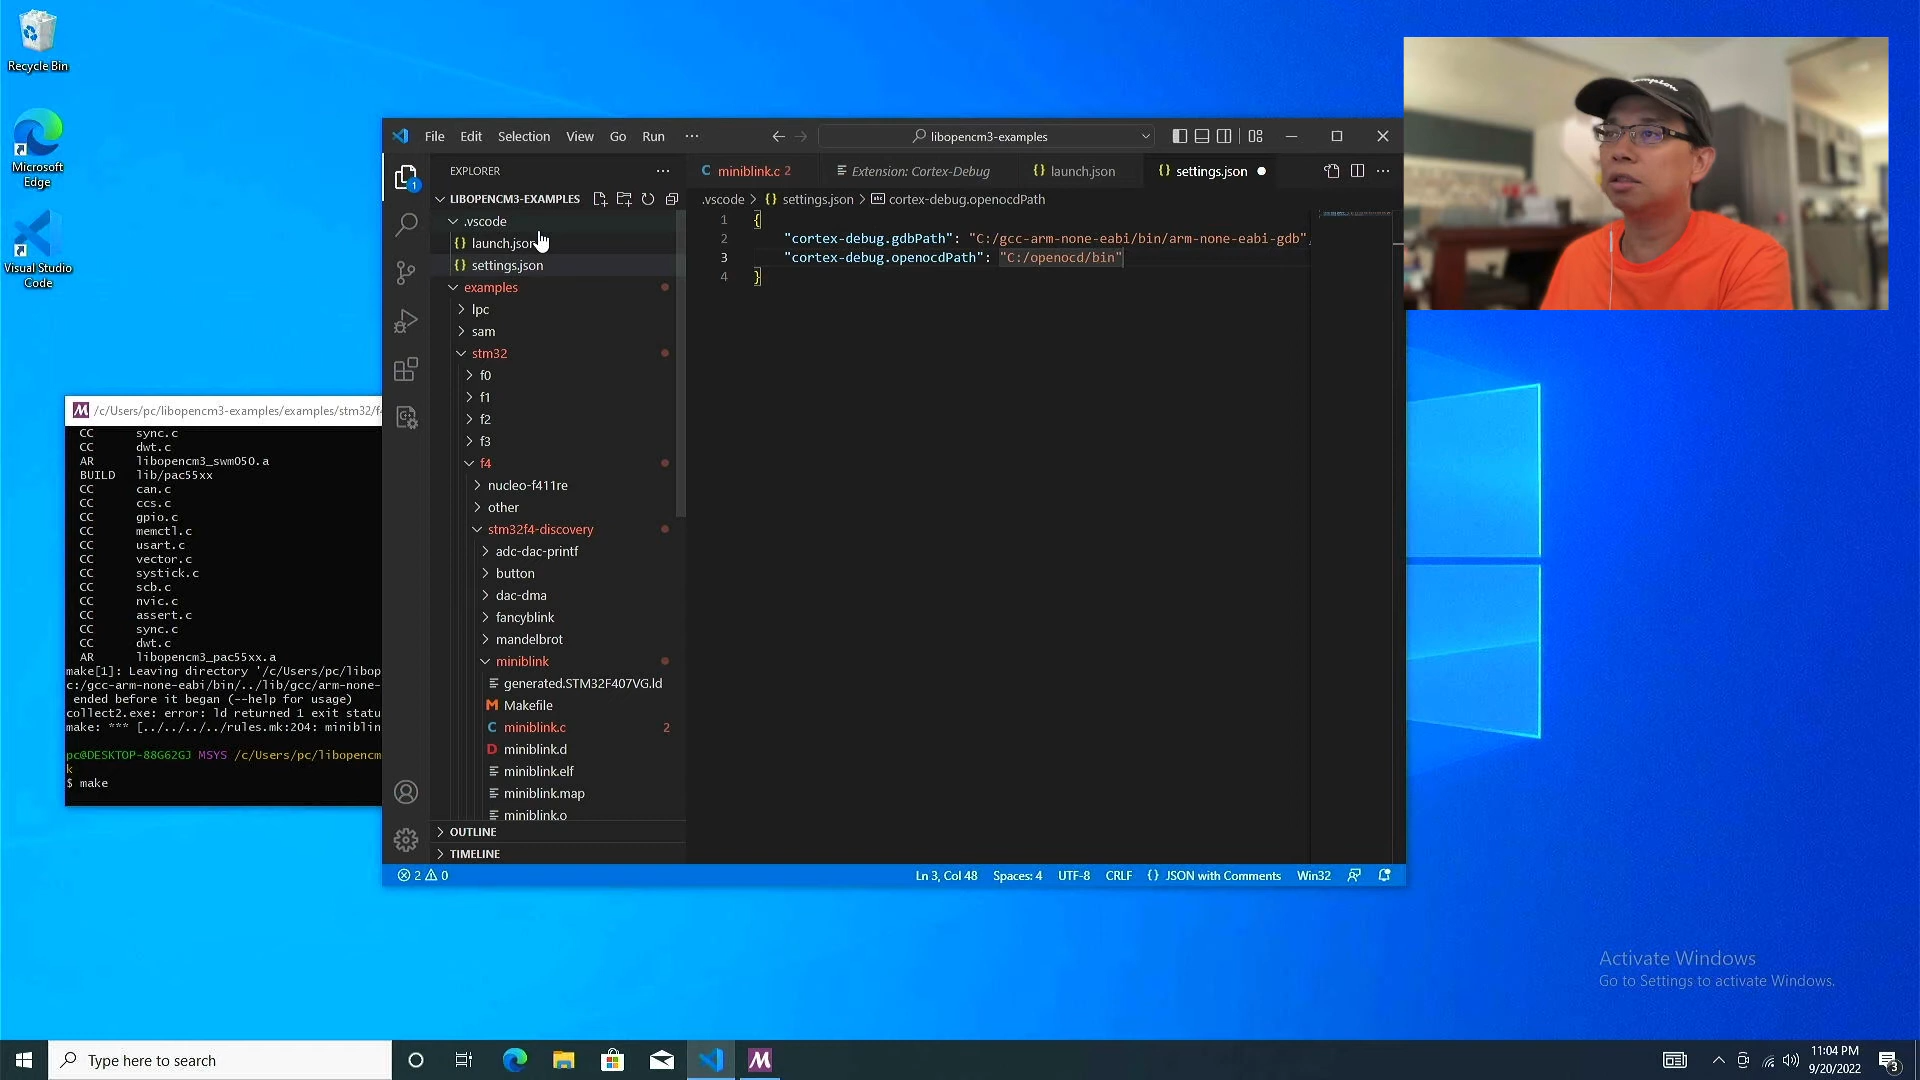 Recycle Bin
Microsoft
Edge
Visual Studio
Code
File Edit Selection View Go Run ···
libopencm3-examples
EXPLORER
LIBOPENCM3-EXAMPLES
.vscode
launch.json
settings.json
examples
lpc
sam
stm32
f0
f1
f2
f3
f4
nucleo-f411re
other
stm32f4-discovery
adc-dac-printf
button
dac-dma
fancyblink
mandelbrot
miniblink
generated.STM32F407VG.ld
Makefile
miniblink.c 2
miniblink.d
miniblink.elf
miniblink.map
miniblink.o
OUTLINE
TIMELINE
miniblink.c 2
Extension: Cortex-Debug
launch.json
settings.json
.vscode > {} settings.json > cortex-debug.openocdPath
1 {
2 "cortex-debug.gdbPath": "C:/gcc-arm-none-eabi/bin/arm-none-eabi-gdb",
3 "cortex-debug.openocdPath": "C:/openocd/bin"
4 }
2 0
Ln 3, Col 48 Spaces: 4 UTF-8 CRLF {} JSON with Comments Win32
/c/Users/pc/libopencm3-examples/examples/stm32/f4
CC sync.c
CC dwt.c
AR libopencm3_swm050.a
BUILD lib/pac55xx
CC can.c
CC ccs.c
CC gpio.c
CC memctl.c
CC usart.c
CC vector.c
CC systick.c
CC scb.c
CC nvic.c
CC assert.c
CC sync.c
CC dwt.c
AR libopencm3_pac55xx.a
make[1]: Leaving directory '/c/Users/pc/libop
c:/gcc-arm-none-eabi/bin/../lib/gcc/arm-none-
ended before it began (--help for usage)
collect2.exe: error: ld returned 1 exit statu
make: *** [../../../../rules.mk:204: miniblin
pc@DESKTOP-88G62GJ MSYS /c/Users/pc/libopencm
k
$ make
Activate Windows
Go to Settings to activate Windows.
Type here to search
11:04 PM
9/20/2022
3